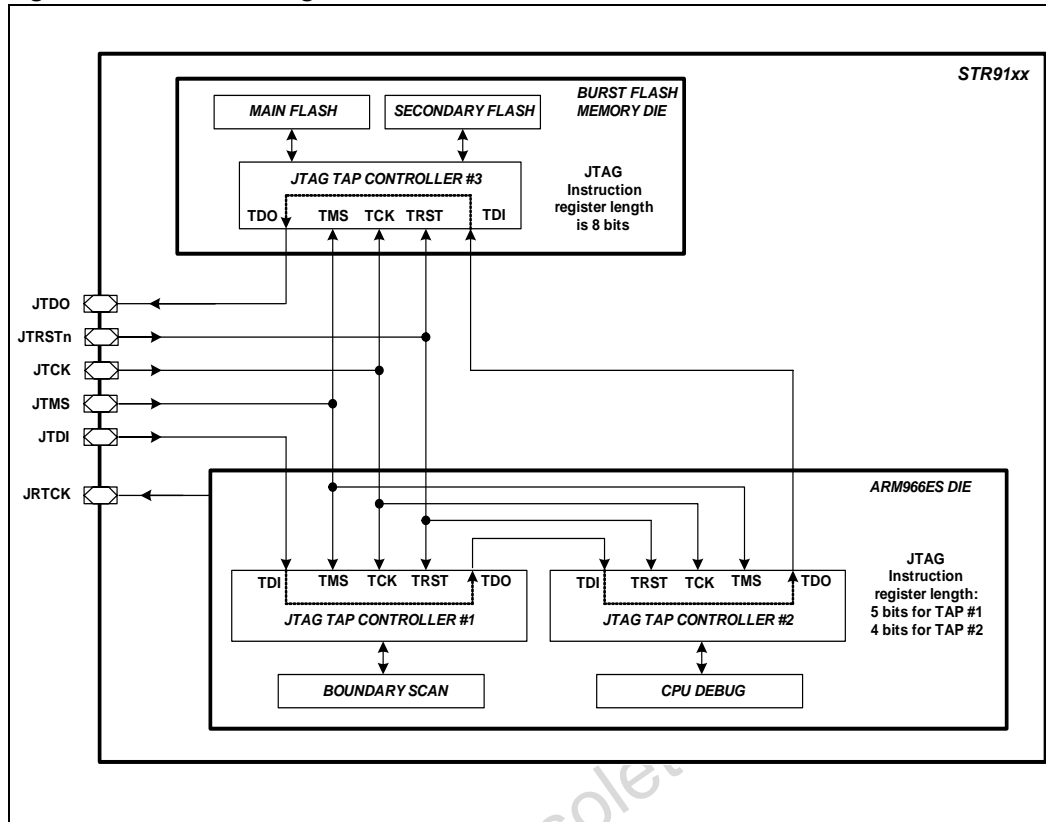 STR91xx
BURST FLASH
MEMORY DIE
MAIN FLASH
SECONDARY FLASH
JTAG TAP CONTROLLER #3
TDO TMS TCK TRST TDI
JTAG
Instruction
register length
is 8 bits
JTDO
JTRSTn
JTCK
JTMS
JTDI
JRTCK
ARM966ES DIE
TDI TMS TCK TRST TDO
JTAG TAP CONTROLLER #1
BOUNDARY SCAN
TDI TRST TCK TMS TDO
JTAG TAP CONTROLLER #2
CPU DEBUG
JTAG
Instruction
register length:
5 bits for TAP #1
4 bits for TAP #2